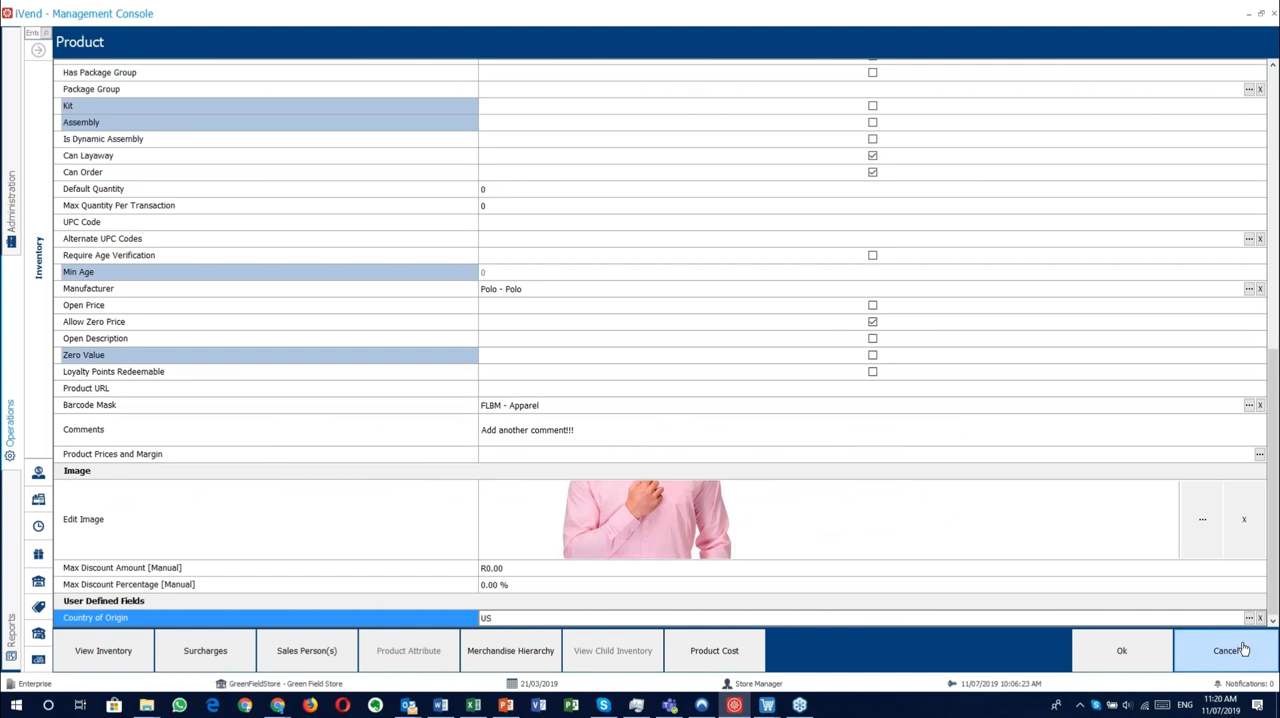 iVend - Management Console
Ente
Product
Has Package Group
Package Group ... X
Kit
Assembly
Is Dynamic Assembly
Can Layaway
Can Order
Default Quantity 0
Max Quantity Per Transaction 0
UPC Code
Alternate UPC Codes ... X
Require Age Verification
Min Age 0
Manufacturer Polo - Polo ... X
Open Price
Allow Zero Price
Open Description
Zero Value
Loyalty Points Redeemable
Product URL
Barcode Mask FLBM - Apparel ... X
Comments Add another comment!!!
Product Prices and Margin ...
Image
Edit Image ... X
Max Discount Amount [Manual] R0.00
Max Discount Percentage [Manual] 0.00 %
User Defined Fields
Country of Origin US ... X
Administration
Operations
Reports
Inventory
View Inventory Surcharges Sales Person(s) Product Attribute Merchandise Hierarchy View Child Inventory Product Cost Ok Cancel
Enterprise GreenFieldStore - Green Field Store 21/03/2019 Store Manager 11/07/2019 10:06:23 AM Notifications: 0
ENG 11:20 AM
11/07/2019